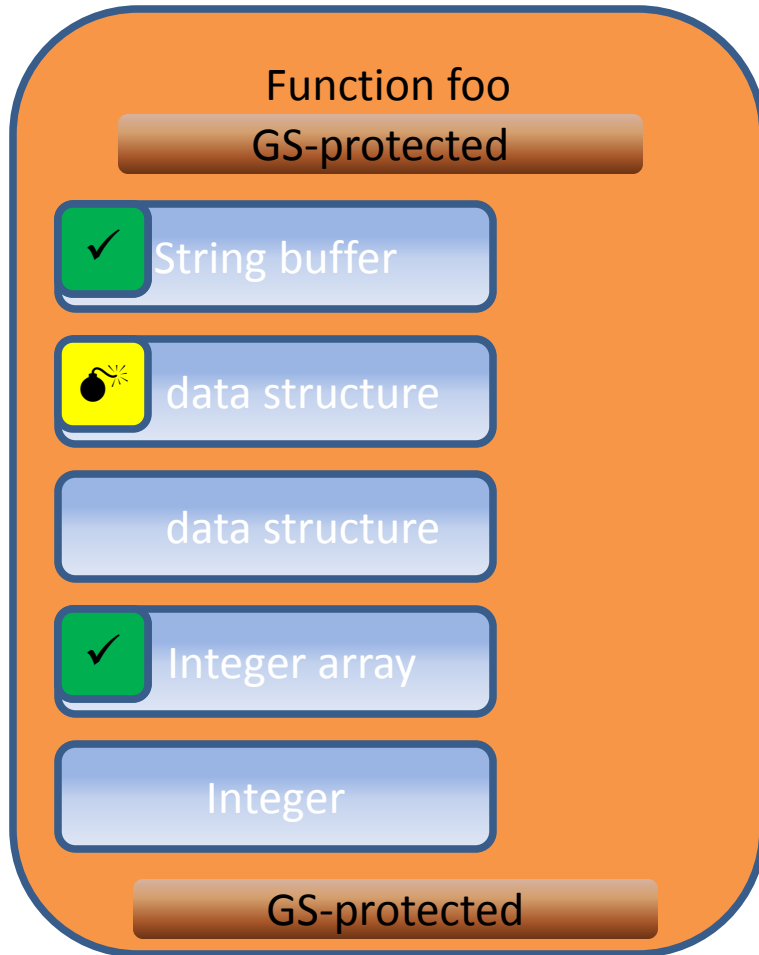 Function foo
GS-protected
String buffer
data structure
data structure
Integer array
Integer
GS-protected